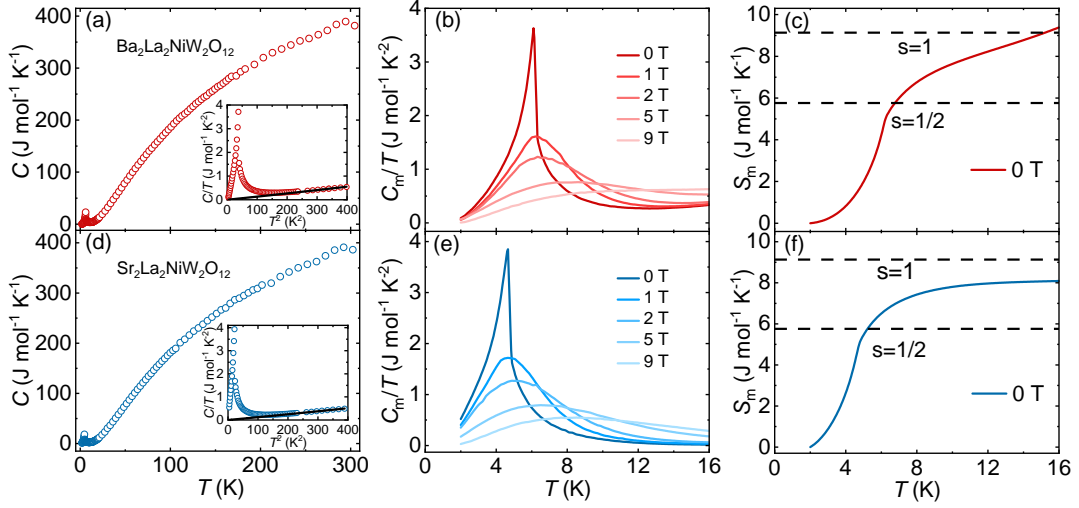 (a)
Ba₂La₂NiW₂O₁₂
C (J mol⁻¹ K⁻¹)
400
300
200
100
0
C/T (J mol⁻¹ K⁻²)
4
3
2
1
0
0 100 200 300 400
T² (K²)
(b)
C_m/T (J mol⁻¹ K⁻²)
4
3
2
1
0
0 T
1 T
2 T
5 T
9 T
(c)
S_m (J mol⁻¹ K⁻¹)
10
8
6
4
2
0
s=1
s=1/2
0 T
(d)
Sr₂La₂NiW₂O₁₂
C (J mol⁻¹ K⁻¹)
400
300
200
100
0
C/T (J mol⁻¹ K⁻²)
4
3
2
1
0
0 100 200 300 400
T² (K²)
0 100 200 300
T (K)
(e)
C_m/T (J mol⁻¹ K⁻²)
4
3
2
1
0
0 T
1 T
2 T
5 T
9 T
0 4 8 12 16
T (K)
(f)
S_m (J mol⁻¹ K⁻¹)
10
8
6
4
2
0
s=1
s=1/2
0 T
0 4 8 12 16
T (K)